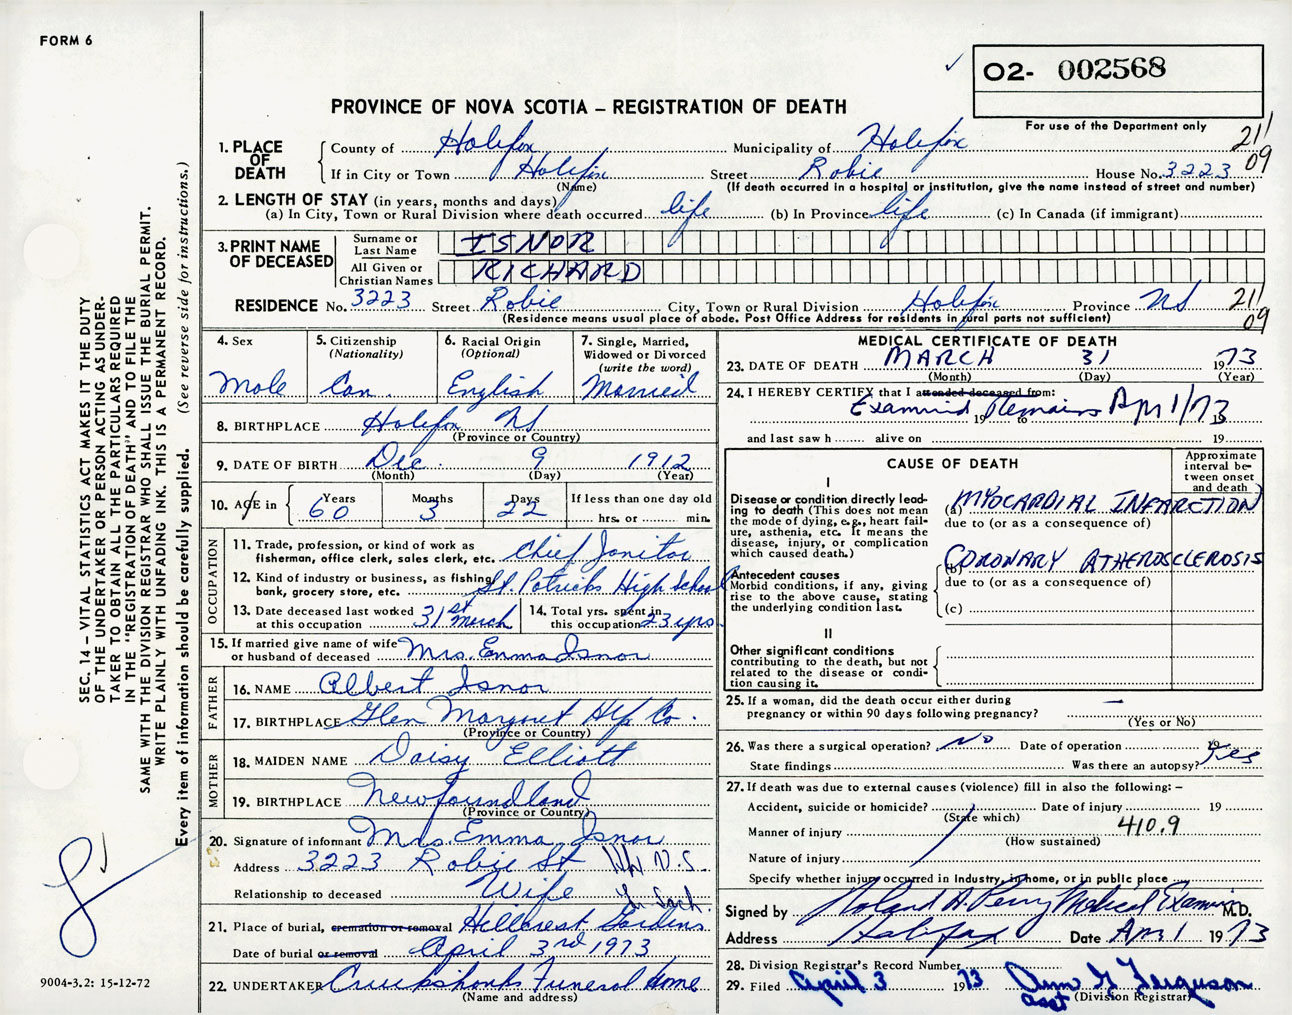 FORM 6
O2- 002568
PROVINCE OF NOVA SCOTIA – REGISTRATION OF DEATH
For use of the Department only
211
09
1. PLACE OF DEATH
County of Halifax Municipality of Halifax
If in City or Town Halifax Street Robie House No. 3223
(Name) (If death occurred in a hospital or institution, give the name instead of street and number)
2. LENGTH OF STAY (in years, months and days)
(a) In City, Town or Rural Division where death occurred life (b) In Province life (c) In Canada (if immigrant)
3. PRINT NAME OF DECEASED
Surname or Last Name ISNOR
All Given or Christian Names RICHARD
RESIDENCE No. 3223 Street Robie City, Town or Rural Division Halifax Province NS 211
09
(Residence means usual place of abode. Post Office Address for residents in rural parts not sufficient)
4. Sex
Male
5. Citizenship
(Nationality)
Can.
6. Racial Origin
(Optional)
English
7. Single, Married,
Widowed or Divorced
(write the word)
Married
8. BIRTHPLACE Halifax NS
(Province or Country)
9. DATE OF BIRTH Dec. 9 1912
(Month) (Day) (Year)
10. AGE in Years Months Days If less than one day old
60 3 22 hrs. or min.
OCCUPATION
11. Trade, profession, or kind of work as
fisherman, office clerk, sales clerk, etc. Chief Janitor
12. Kind of industry or business, as fishing,
bank, grocery store, etc. St. Patricks High School
13. Date deceased last worked
at this occupation 31st March
14. Total yrs. spent in
this occupation 23 yrs.
15. If married give name of wife
or husband of deceased Mrs. Emma Isnor
FATHER
16. NAME Albert Isnor
17. BIRTHPLACE Glen Margret Hfx Co.
(Province or Country)
MOTHER
18. MAIDEN NAME Daisy Elliott
19. BIRTHPLACE Newfoundland
(Province or Country)
20. Signature of informant Mrs. Emma Isnor
Address 3223 Robie St
Relationship to deceased Wife
21. Place of burial, cremation or removal Hillcrest Gardens
Date of burial or removal April 3rd 1973
22. UNDERTAKER Cruikshanks Funeral Home
(Name and address)
MEDICAL CERTIFICATE OF DEATH
23. DATE OF DEATH MARCH 31 1973
(Month) (Day) (Year)
24. I HEREBY CERTIFY that I attended deceased from:
Examined Remains Apr 1/73
19 to 19
and last saw h alive on 19
CAUSE OF DEATH
Approximate interval between onset and death
I
Disease or condition directly leading to death (This does not mean the mode of dying, e.g., heart failure, asthenia, etc. It means the disease, injury, or complication which caused death.)
(a) MYOCARDIAL INFARCTION
due to (or as a consequence of)
(b) CORONARY ATHEROSCLEROSIS
due to (or as a consequence of)
(c)
Antecedent causes
Morbid conditions, if any, giving rise to the above cause, stating the underlying condition last.
II
Other significant conditions
contributing to the death, but not related to the disease or condition causing it.
25. If a woman, did the death occur either during
pregnancy or within 90 days following pregnancy? —
(Yes or No)
26. Was there a surgical operation? No Date of operation 19
State findings Was there an autopsy? Yes
27. If death was due to external causes (violence) fill in also the following: –
Accident, suicide or homicide? Date of injury 19
(State which)
Manner of injury 410.9
(How sustained)
Nature of injury
Specify whether injury occurred in Industry, in home, or in public place
Signed by Roland A. Perry Medical Examiner M.D.
Address Halifax Date Apr 1 1973
28. Division Registrar's Record Number
29. Filed April 3 1973 Ann G Ferguson
asst (Division Registrar)
SEC. 14 – VITAL STATISTICS ACT MAKES IT THE DUTY
OF THE UNDERTAKER OR PERSON ACTING AS UNDER-
TAKER TO OBTAIN ALL THE PARTICULARS REQUIRED
IN THE "REGISTRATION OF DEATH" AND TO FILE THE
SAME WITH THE DIVISION REGISTRAR WHO SHALL ISSUE THE BURIAL PERMIT.
WRITE PLAINLY WITH UNFADING INK. THIS IS A PERMANENT RECORD.
Every item of information should be carefully supplied. (See reverse side for instructions.)
9004-3.2: 15-12-72